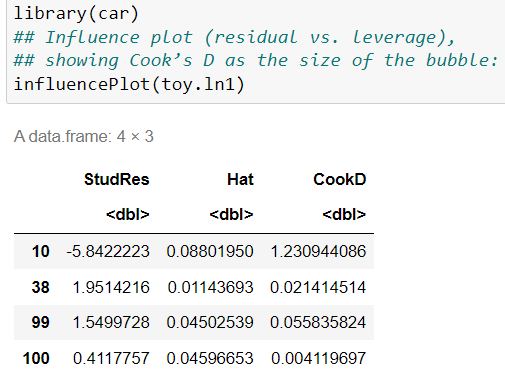 library(car)
## Influence plot (residual vs. leverage),
## showing Cook’s D as the size of the bubble:
influencePlot(toy.ln1)
A data.frame: 4 × 3
StudRes Hat CookD
<dbl> <dbl> <dbl>
10 -5.8422223 0.08801950 1.230944086
38 1.9514216 0.01143693 0.021414514
99 1.5499728 0.04502539 0.055835824
100 0.4117757 0.04596653 0.004119697